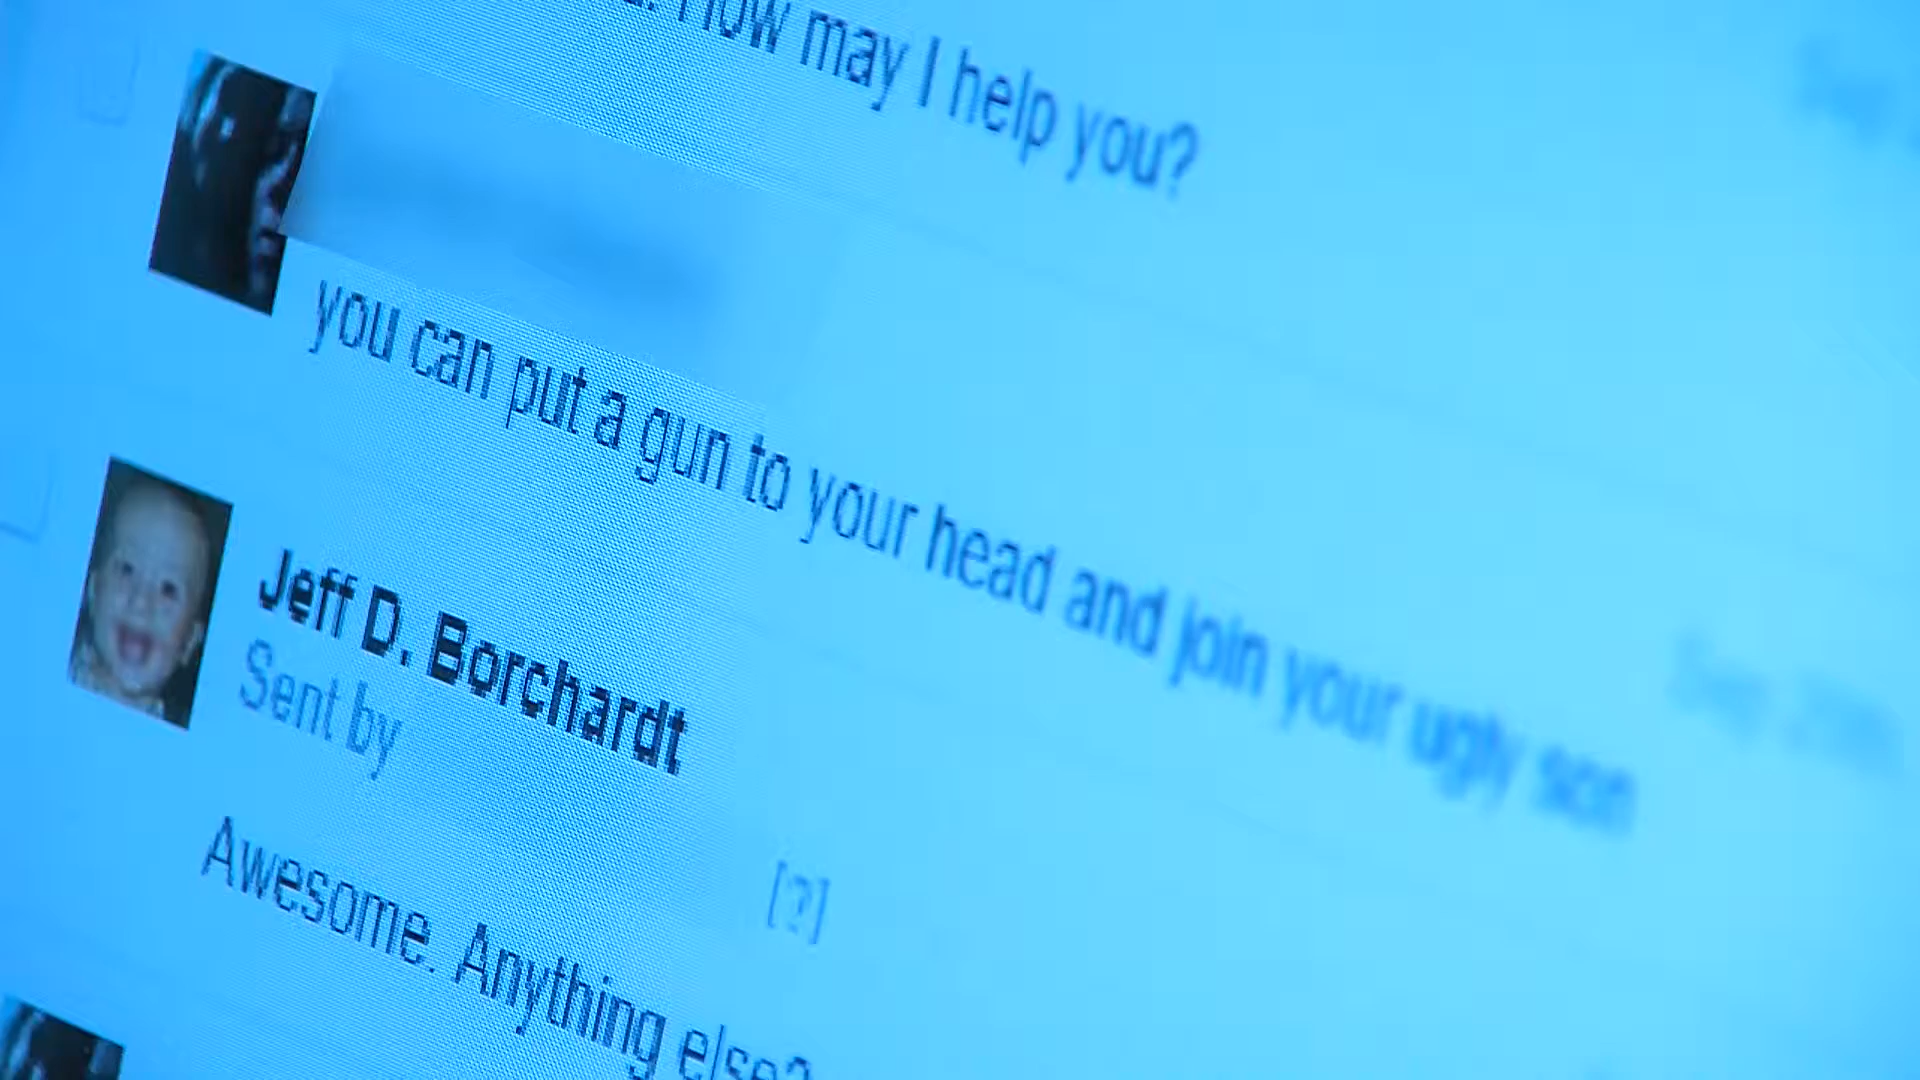 How may I help you?
you can put a gun to your head and join your ugly son
Jeff D. Borchardt
Sent by
[?]
Awesome. Anything else?